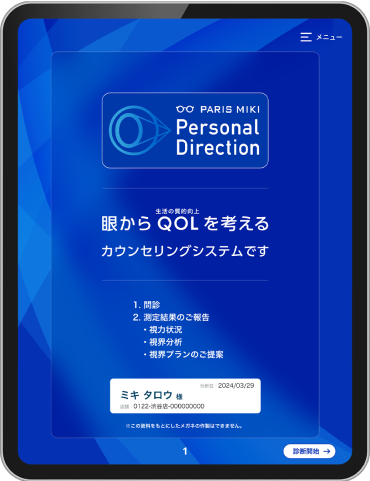 メニュー
PARIS MIKI
Personal
Direction
生活の質的向上
眼からQOLを考える
カウンセリングシステムです
1. 問診
2. 測定結果のご報告
・視力状況
・視界分析
・視界プランのご提案
2024/03/29
ミキ タロウ 様
店舗：0122-渋谷店-000000000
※この資料をもとにしたメガネの作製はできません。
1
診断開始 →